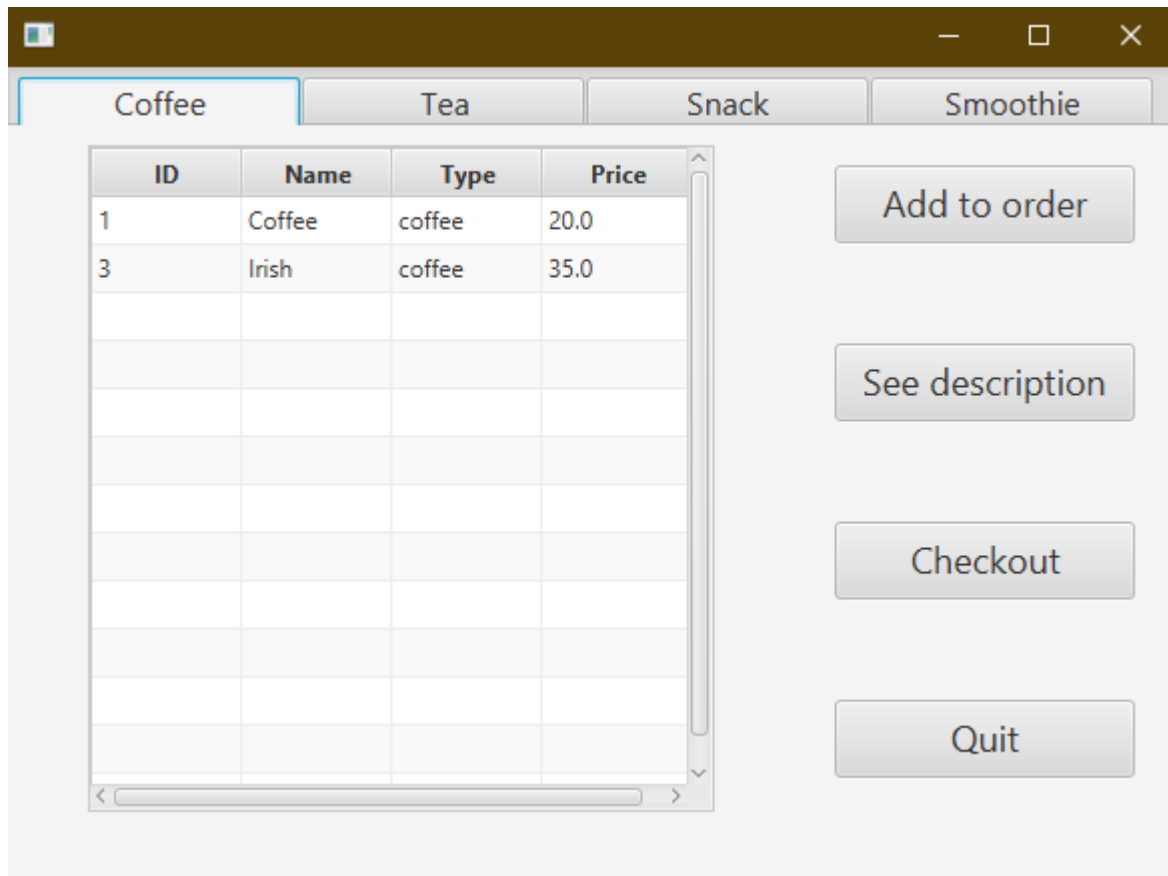 Coffee Tea Snack Smoothie
ID Name Type Price
1 Coffee coffee 20.0
3 Irish coffee 35.0
Add to order
See description
Checkout
Quit